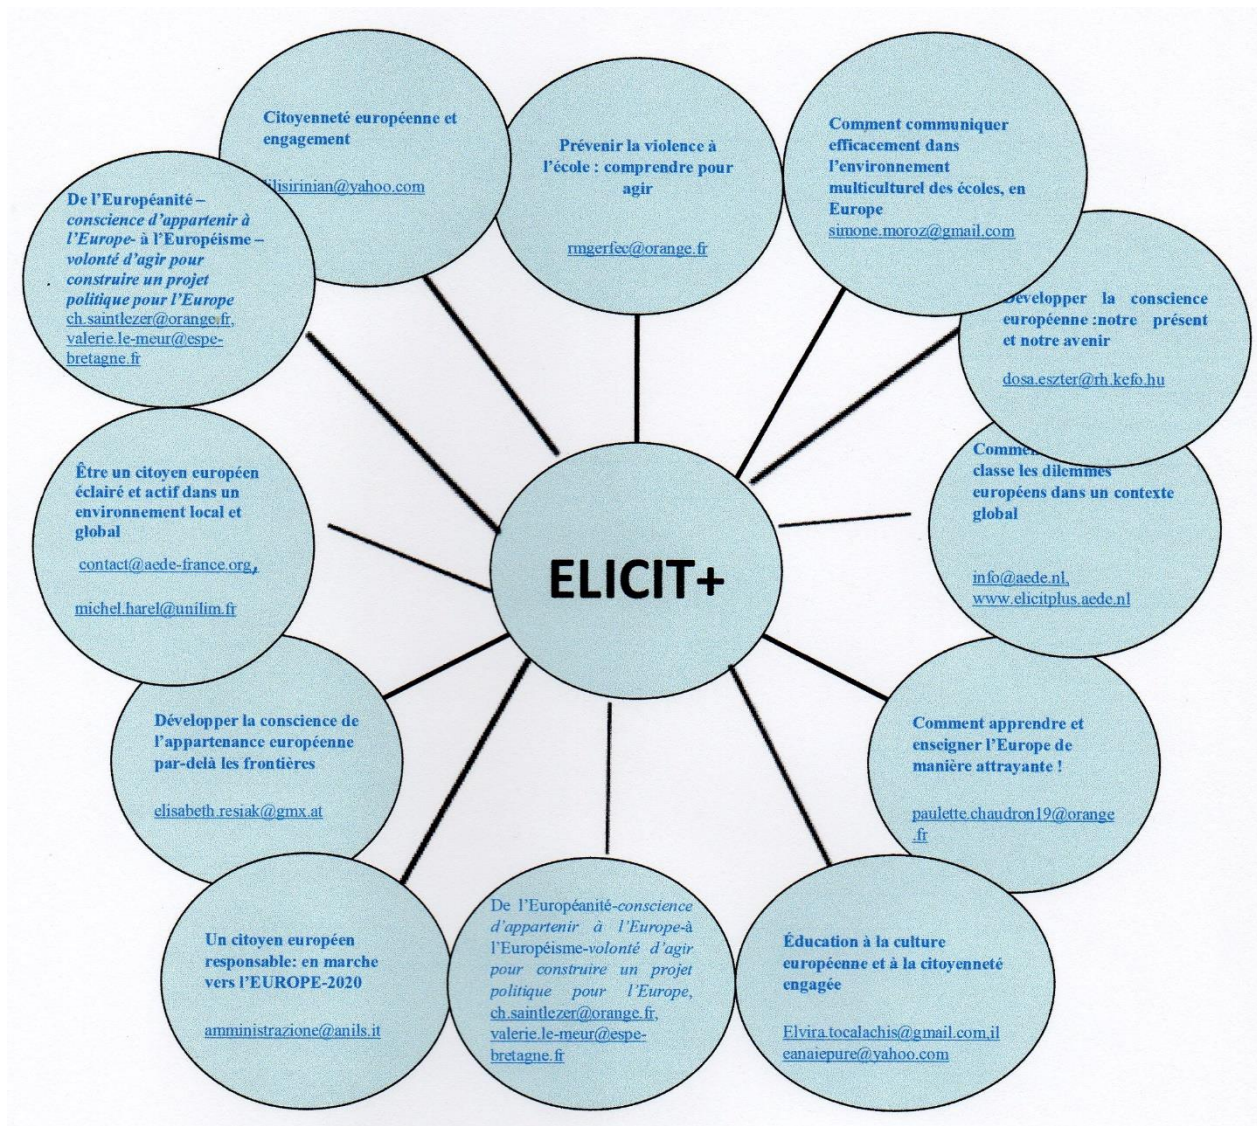 Citoyenneté européenne et
engagement
lilisirinian@yahoo.com
Prévenir la violence à
l'école : comprendre pour
agir
rmgerfec@orange.fr
Comment communiquer
efficacement dans
l'environnement
multiculturel des écoles, en
Europe
simone.moroz@gmail.com
De l'Européanité –
conscience d'appartenir à
l'Europe- à l'Européisme –
volonté d'agir pour
construire un projet
politique pour l'Europe
ch.saintlezer@orange.fr,
valerie.le-meur@espe-
bretagne.fr
Développer la conscience
européenne :notre présent
et notre avenir
dosa.eszter@rh.kefo.hu
Être un citoyen européen
éclairé et actif dans un
environnement local et
global
contact@aede-france.org,
michel.harel@unilim.fr
ELICIT+
classe les dilemmes
européens dans un contexte
global
info@aede.nl,
www.elicitplus.aede.nl
Développer la conscience de
l'appartenance européenne
par-delà les frontières
elisabeth.resiak@gmx.at
Comment apprendre et
enseigner l'Europe de
manière attrayante !
paulette.chaudron19@orange
.fr
Un citoyen européen
responsable: en marche
vers l'EUROPE-2020
amministrazione@anils.it
De l'Européanité-conscience
d'appartenir à l'Europe-à
l'Européisme-volonté d'agir
pour construire un projet
politique pour l'Europe,
ch.saintlezer@orange.fr,
valerie.le-meur@espe-
bretagne.fr
Éducation à la culture
européenne et à la citoyenneté
engagée
Elvira.tocalachis@gmail.com,il
eanaiepure@yahoo.com